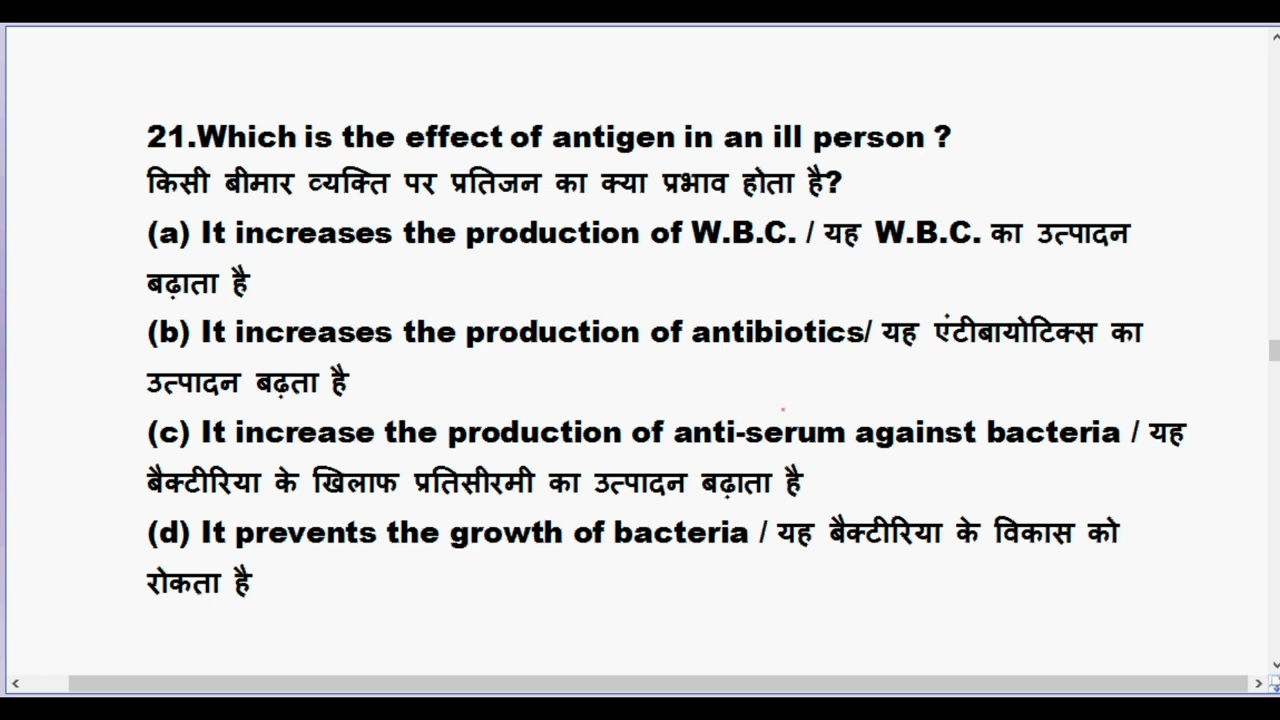 21.Which is the effect of antigen in an ill person ?
किसी बीमार व्यक्ति पर प्रतिजन का क्या प्रभाव होता है?
(a) It increases the production of W.B.C. / यह W.B.C. का उत्पादन
बढ़ाता है
(b) It increases the production of antibiotics/ यह एंटीबायोटिक्स का
उत्पादन बढ़ता है
(c) It increase the production of anti-serum against bacteria / यह
बैक्टीरिया के खिलाफ प्रतिसीरमी का उत्पादन बढ़ाता है
(d) It prevents the growth of bacteria / यह बैक्टीरिया के विकास को
रोकता है